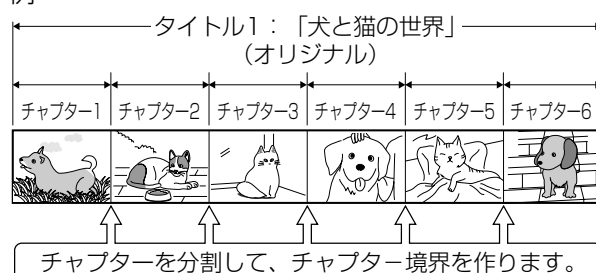 タイトル1：「犬と猫の世界」
（オリジナル）
チャプター1 チャプター2 チャプター3 チャプター4 チャプター5 チャプター6
チャプターを分割して、チャプター境界を作ります。